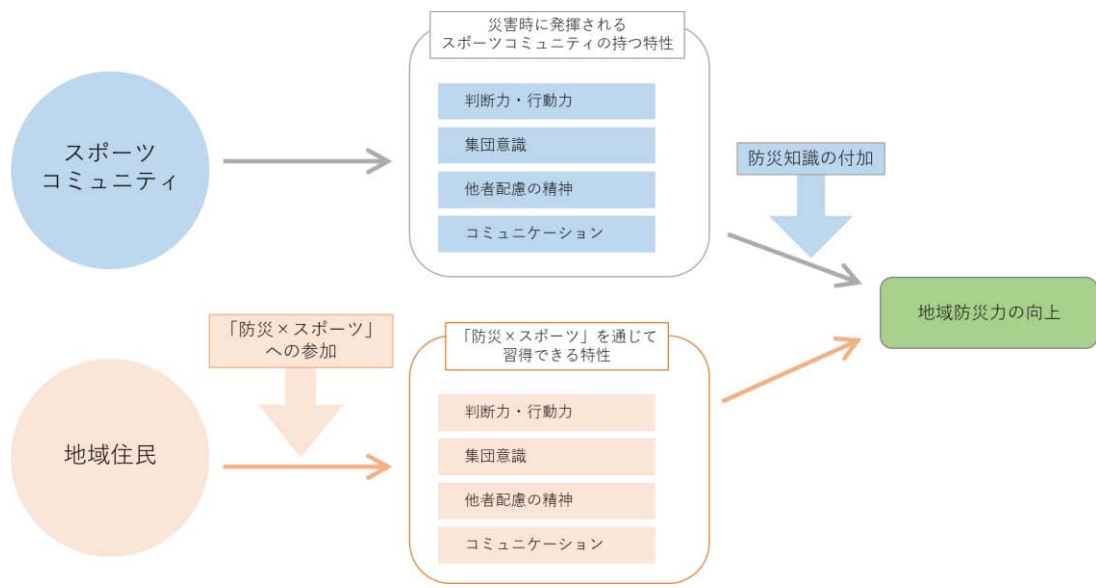 災害時に発揮される
スポーツコミュニティの持つ特性
判断力・行動力
集団意識
他者配慮の精神
コミュニケーション
スポーツ
コミュニティ
防災知識の付加
地域防災力の向上
「防災×スポーツ」
への参加
「防災×スポーツ」を通じて
習得できる特性
判断力・行動力
集団意識
他者配慮の精神
コミュニケーション
地域住民